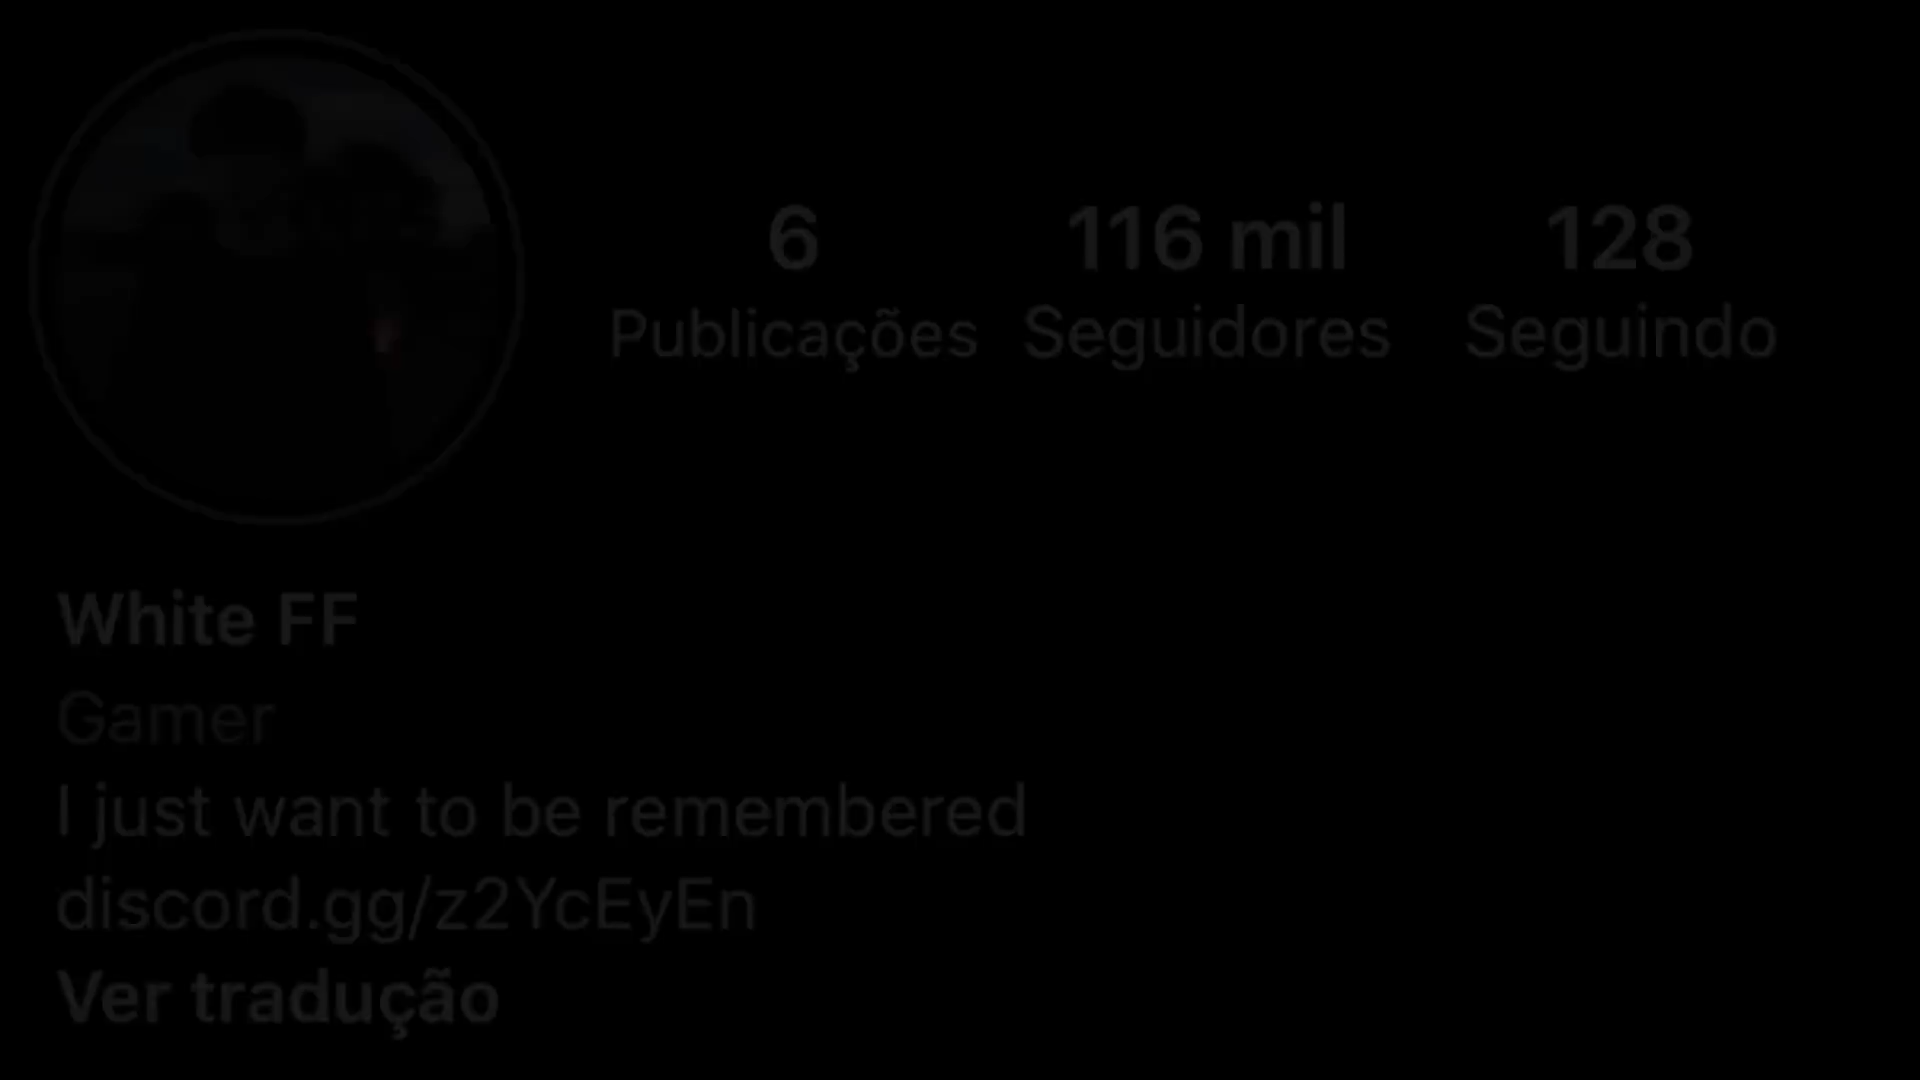 6 116 mil 128
Publicações Seguidores Seguindo
White FF
Gamer
I just want to be remembered
discord.gg/z2YcEyEn
Ver tradução